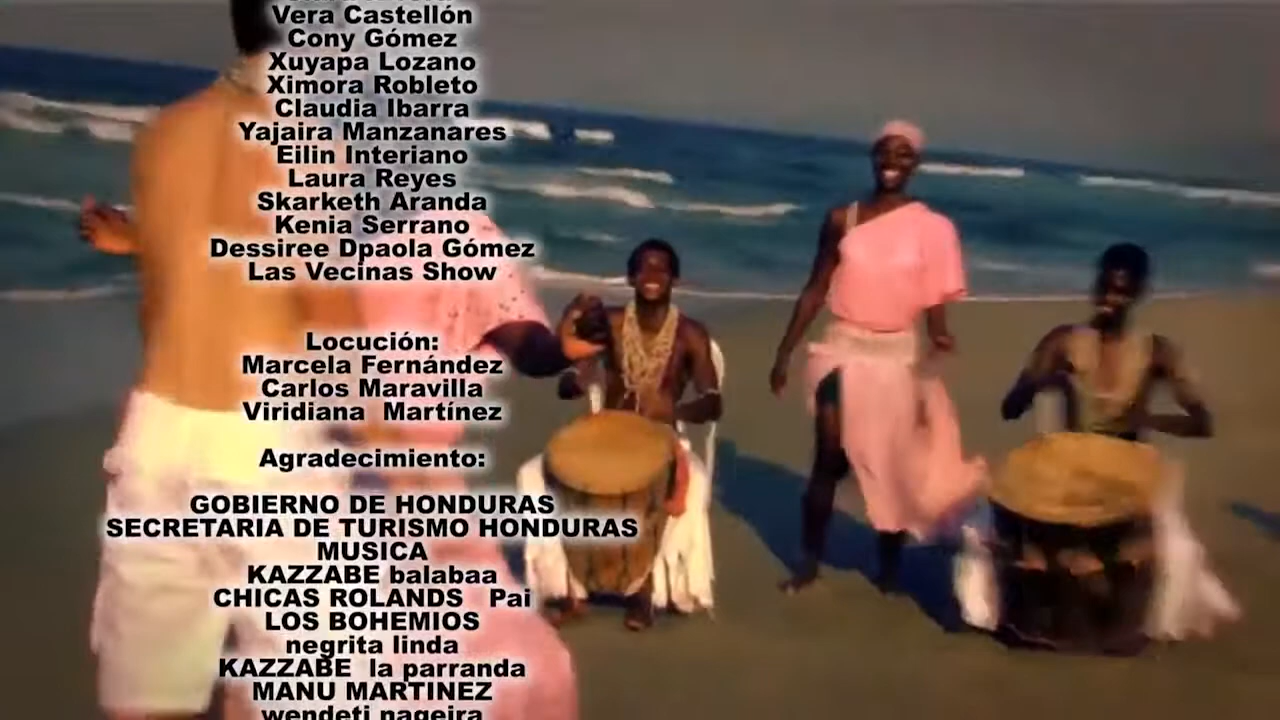 Vera Castellón
Cony Gómez
Xuyapa Lozano
Ximora Robleto
Claudia Ibarra
Yajaira Manzanares
Eilin Interiano
Laura Reyes
Skarketh Aranda
Kenia Serrano
Dessiree Dpaola Gómez
Las Vecinas Show
Locución:
Marcela Fernández
Carlos Maravilla
Viridiana Martínez
Agradecimiento:
GOBIERNO DE HONDURAS
SECRETARIA DE TURISMO HONDURAS
MUSICA
KAZZABE balabaa
CHICAS ROLANDS Pai
LOS BOHEMIOS
negrita linda
KAZZABE la parranda
MANU MARTINEZ
wendeti nageira